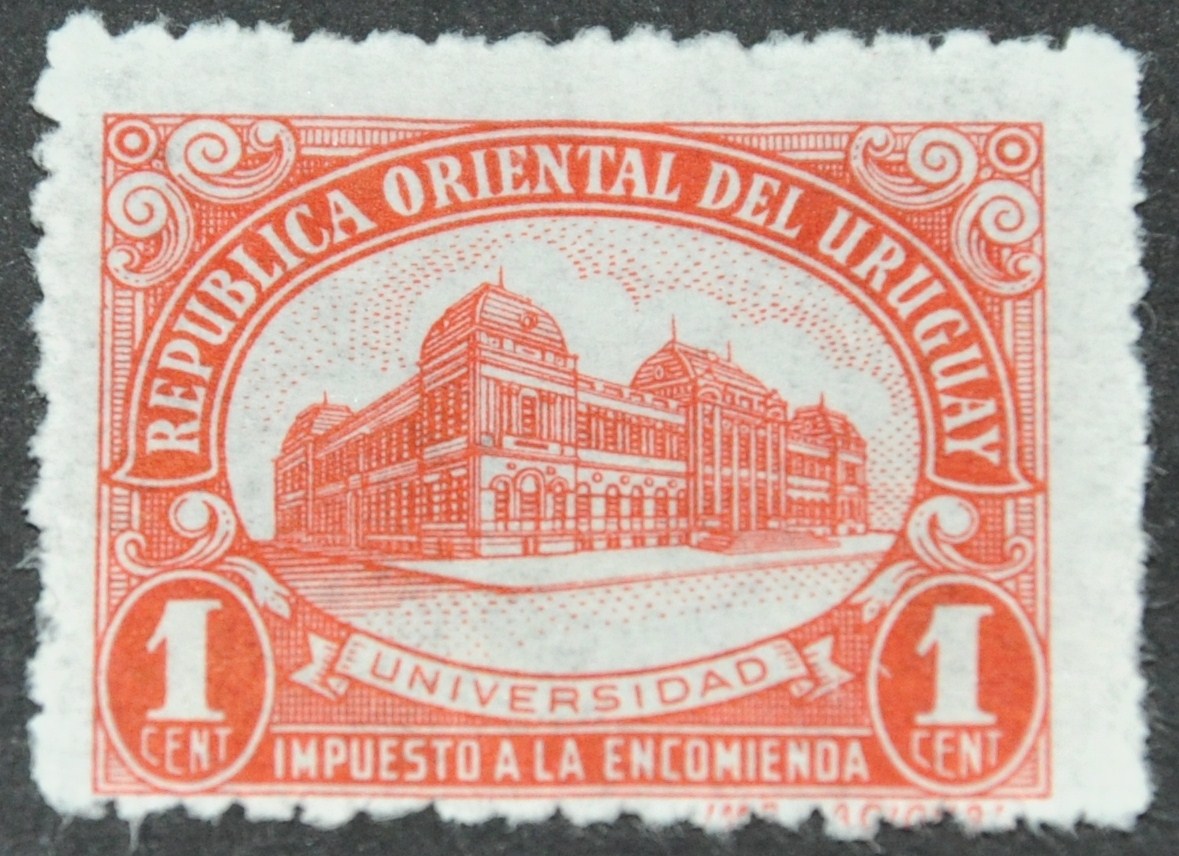 REPUBLICA ORIENTAL DEL URUGUAY
UNIVERSIDAD
1 CENT
1 CENT
IMPUESTO A LA ENCOMIENDA